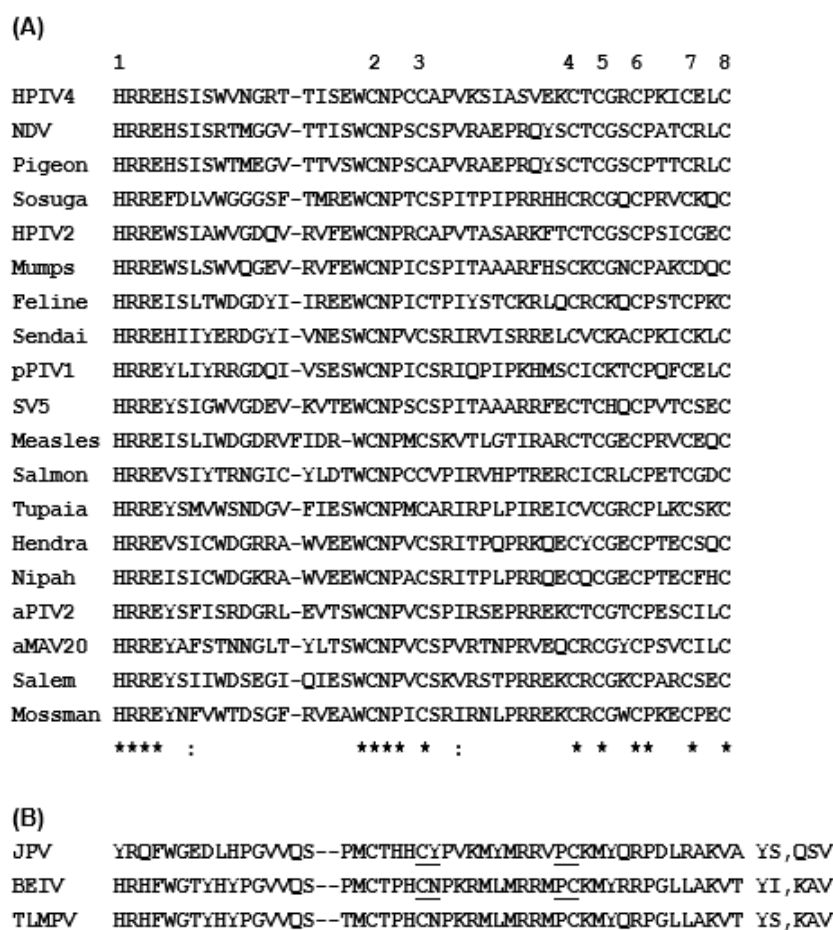 (A)
1 2 3 4 5 6 7 8
HPIV4 HRREHSISWVNGRT-TISEWCNPCCAPVKSIASVEKCTCGRCPKICELC
NDV HRREHSISRTMGGV-TTISWCNPSCSPVRAEPRQYSCTCGSCPATCRLC
Pigeon HRREHSISWTMEGV-TTVSWCNPSCAPVRAEPRQYSCTCGSCPTTCRLC
Sosuga HRREFDLVWGGGSF-TMREWCNPTCSPITPIPRRHHCRCGQCPRVCKQC
HPIV2 HRREWSIAWVGDQV-RVFEWCNPRCAPVTASARKFTCTCGSCPSICGEC
Mumps HRREWSLSWVQGEV-RVFEWCNPICSPITAAARFHSCKCGNCPAKCDQC
Feline HRREISLTWDGDYI-IREEWCNPICTPIYSTCKRLQCRCKQCPSTCPKC
Sendai HRREHIIYERDGYI-VNESWCNPVCSRIRVISRRELCVCKACPKICKLC
pPIV1 HRREYLIYRRGDQI-VSESWCNPICSRIQPIPKHMSCICKTCPQFCELC
SV5 HRREYSIGWVGDEV-KVTEWCNPSCSPITAAARRFECTCHQCPVTCSEC
Measles HRREISLIWDGDRVFIDR-WCNPMCSKVTLGTIRARCTCGECPRVCEQC
Salmon HRREVSIYTRNGIC-YLDTWCNPCCVPIRVHPTRERCICRLCPETCGDC
Tupaia HRREYSMVWSNDGV-FIESWCNPMCARIRPLPIREICVCGRCPLKCSKC
Hendra HRREVSICWDGRRA-WVEEWCNPVCSRITPQPRKQECYCGECPTECSQC
Nipah HRREISICWDGKRA-WVEEWCNPACSRITPLPRRQECQCGECPTECFHC
aPIV2 HRREYSFISRDGRL-EVTSWCNPVCSPIRSEPRREKCTCGTCPESCILC
aMAV20 HRREYAFSTNNGLT-YLTSWCNPVCSPVRTNPRVEQCRCGYCPSVCILC
Salem HRREYSIIWDSEGI-QIESWCNPVCSKVRSTPRREKCRCGKCPARCSEC
Mossman HRREYNFVWTDSGF-RVEAWCNPICSRIRNLPRREKCRCGWCPKECPEC
**** : **** * : * * ** * *
(B)
JPV YRQFWGEDLHPGVVQS--PMCTHHCYPVKMYMRRVPCKMYQRPDLRAKVA YS,QSV
BEIV HRHFWGTYHYPGVVQS--PMCTPHCNPKRMLMRRMPCKMYRRPGLLAKVT YI,KAV
TLMPV HRHFWGTYHYPGVVQS--TMCTPHCNPKRMLMRRMPCKMYQRPGLLAKVT YS,KAV